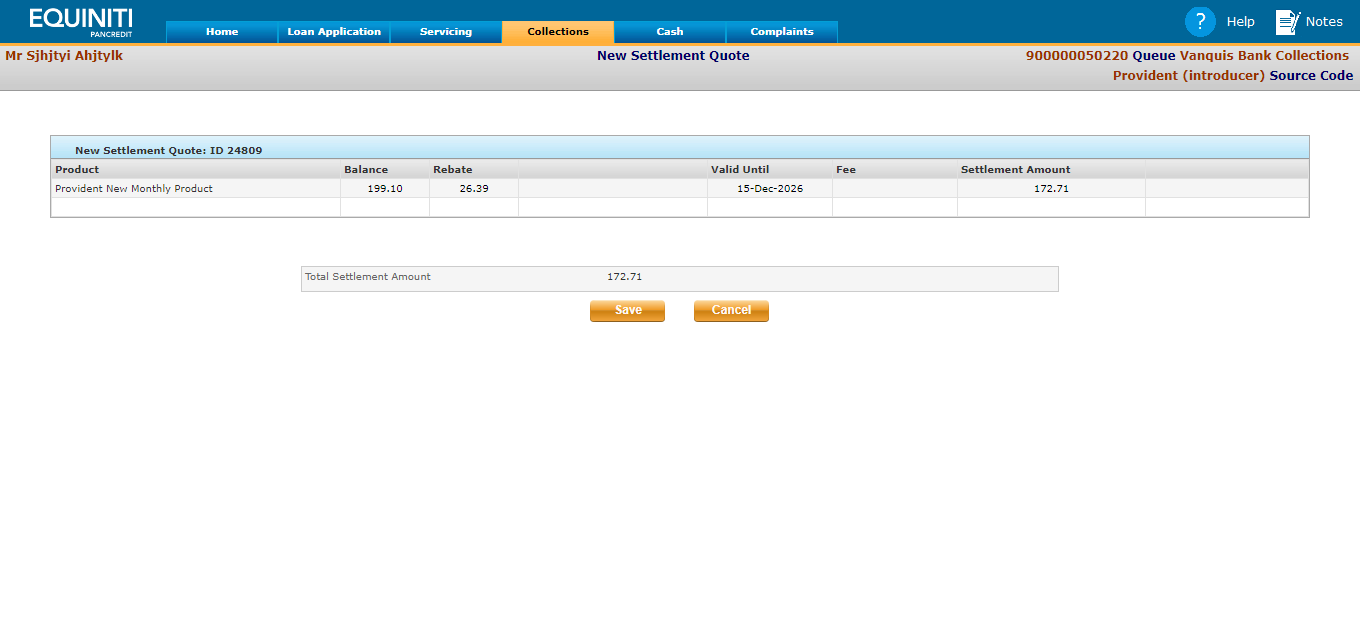 EQUINITI
PANCREDIT
Home Loan Application Servicing Collections Cash Complaints
? Help Notes
Mr Sjhjtyi Ahjtylk New Settlement Quote 900000050220 Queue Vanquis Bank Collections
Provident (introducer) Source Code
New Settlement Quote: ID 24809
Product Balance Rebate Valid Until Fee Settlement Amount
Provident New Monthly Product 199.10 26.39 15-Dec-2026 172.71
Total Settlement Amount 172.71
Save Cancel